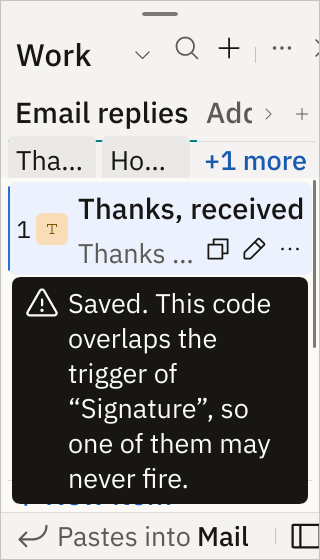 Work
Email replies Add
Tha... Ho... +1 more
Thanks, received
1 T
Thanks ...
Saved. This code
overlaps the
trigger of
“Signature”, so
one of them may
never fire.
Pastes into Mail